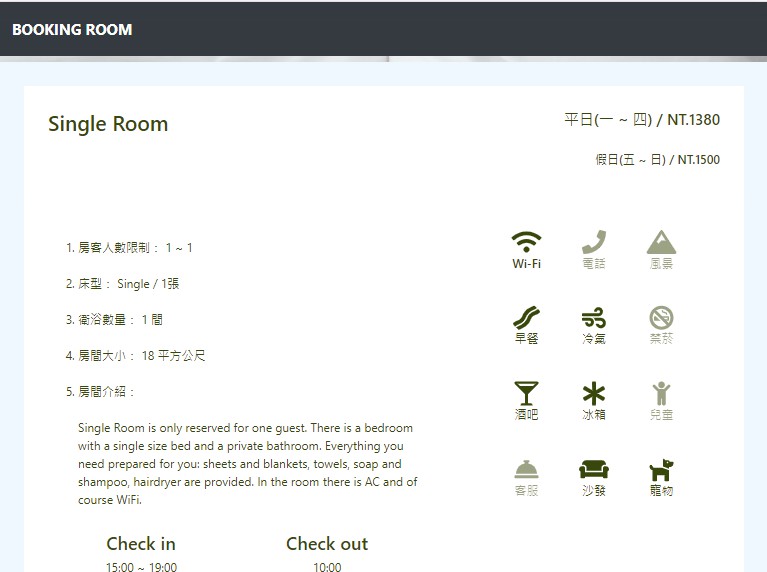 BOOKING ROOM
Single Room
平日(一 ~ 四) / NT.1380
假日(五 ~ 日) / NT.1500
1. 房客人數限制： 1 ~ 1
2. 床型： Single / 1張
3. 衛浴數量： 1 間
4. 房間大小： 18 平方公尺
5. 房間介紹：
Single Room is only reserved for one guest. There is a bedroom
with a single size bed and a private bathroom. Everything you
need prepared for you: sheets and blankets, towels, soap and
shampoo, hairdryer are provided. In the room there is AC and of
course WiFi.
Wi-Fi 電話 風景
早餐 冷氣 禁菸
酒吧 冰箱 兒童
客服 沙發 寵物
Check in Check out
15:00 ~ 19:00 10:00